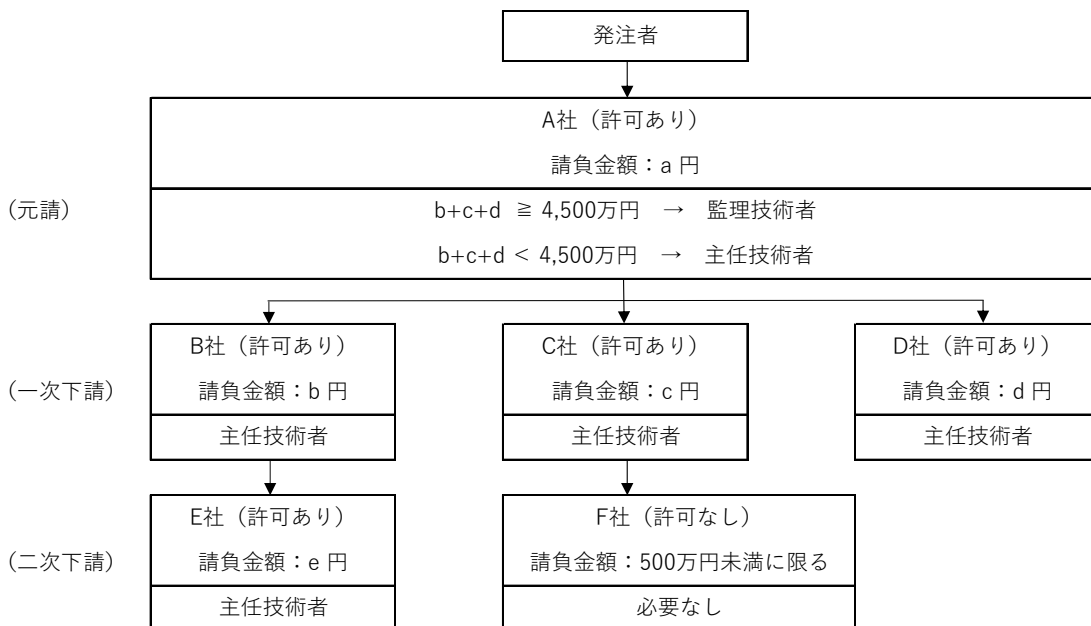 発注者
A社（許可あり）
請負金額：a 円
(元請)
b+c+d ≧ 4,500万円 → 監理技術者
b+c+d < 4,500万円 → 主任技術者
(一次下請)
B社（許可あり）
請負金額：b 円
主任技術者
C社（許可あり）
請負金額：c 円
主任技術者
D社（許可あり）
請負金額：d 円
主任技術者
(二次下請)
E社（許可あり）
請負金額：e 円
主任技術者
F社（許可なし）
請負金額：500万円未満に限る
必要なし